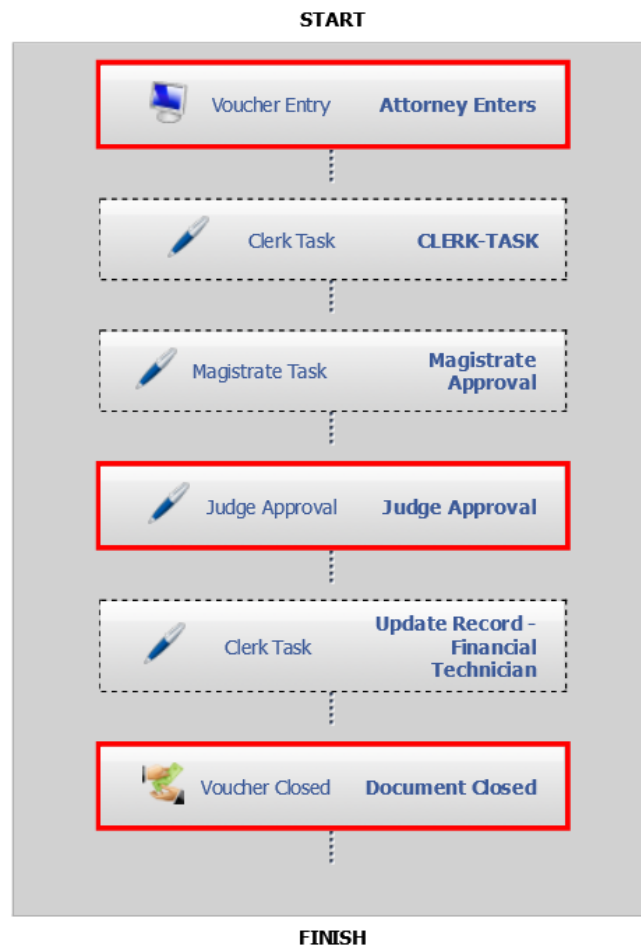 START
Voucher Entry Attorney Enters
Clerk Task CLERK-TASK
Magistrate Task Magistrate
Approval
Judge Approval Judge Approval
Update Record -
Clerk Task Financial
Technician
Voucher Closed Document Closed
FINISH